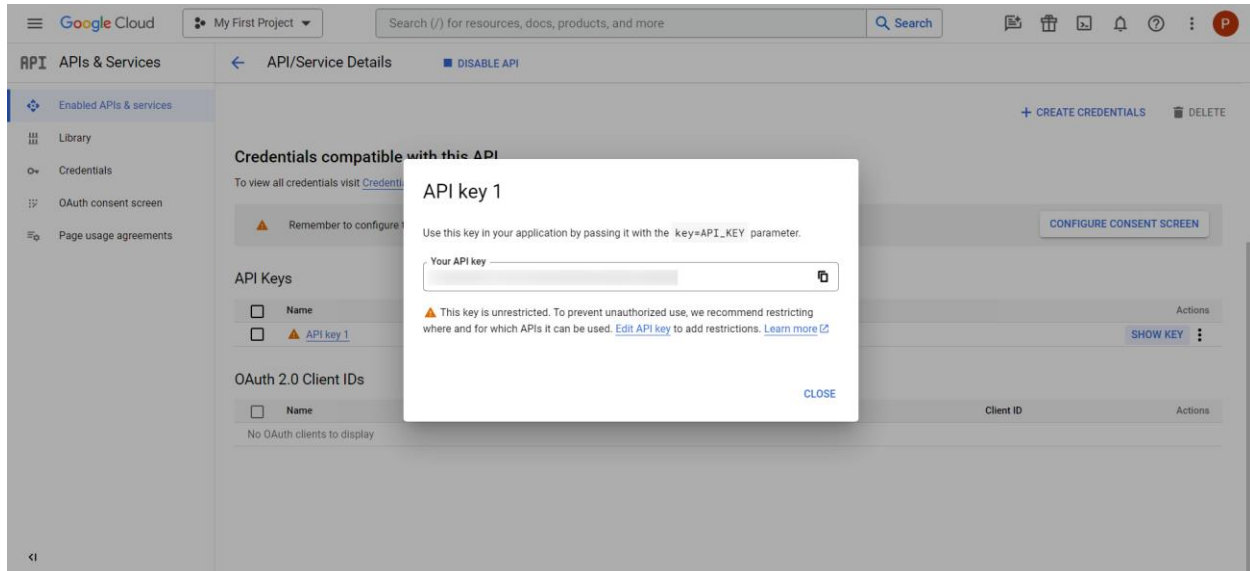 Google Cloud
My First Project
Search (/) for resources, docs, products, and more
Search
P
API APIs & Services
API/Service Details
DISABLE API
Enabled APIs & services
Library
Credentials
OAuth consent screen
Page usage agreements
+ CREATE CREDENTIALS
DELETE
Credentials compatible with this API
To view all credentials visit
Remember to configure
CONFIGURE CONSENT SCREEN
API Keys
Name
Actions
API key 1
SHOW KEY
OAuth 2.0 Client IDs
Name
Client ID
Actions
No OAuth clients to display
API key 1
Use this key in your application by passing it with the key=API_KEY parameter.
Your API key
This key is unrestricted. To prevent unauthorized use, we recommend restricting
where and for which APIs it can be used. Edit API key to add restrictions. Learn more
CLOSE